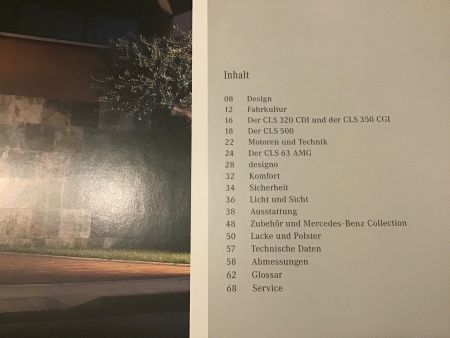 Inhalt
08 Design
12 Fahrkultur
16 Der CLS 320 CDI und der CLS 350 CGI
18 Der CLS 500
22 Motoren und Technik
24 Der CLS 63 AMG
28 designo
32 Komfort
34 Sicherheit
36 Licht und Sicht
38 Ausstattung
48 Zubehör und Mercedes-Benz Collection
50 Lacke und Polster
57 Technische Daten
58 Abmessungen
62 Glossar
68 Service